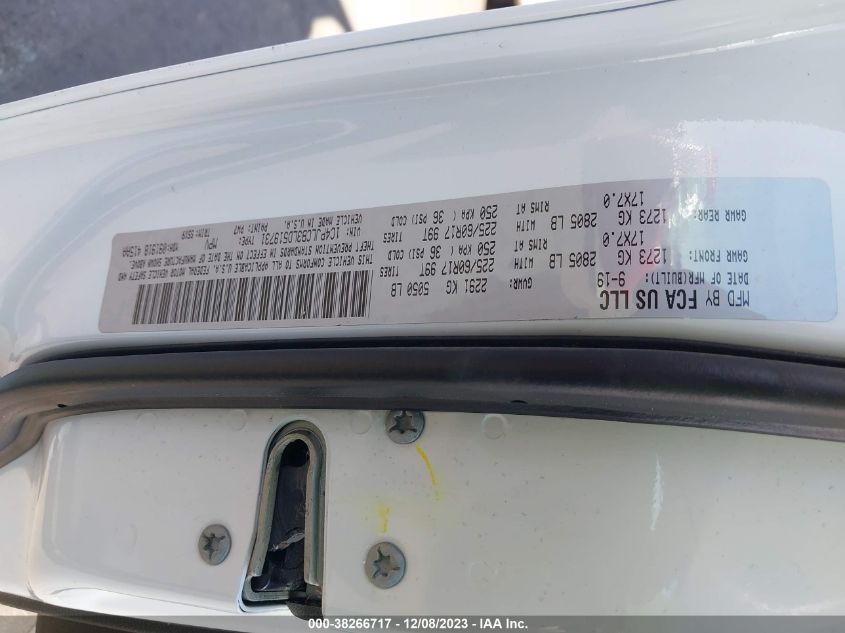 MFD BY FCA US LLC
DATE OF MFR(BUILT): 9-19
GVWR: 2291 KG 5050 LB
GAWR FRONT: 1273 KG 2805 LB WITH 225/60R17 99T TIRES
17X7.0 RIMS AT 250 KPA ( 36 PSI) COLD
GAWR REAR: 1273 KG 2805 LB WITH 225/60R17 99T TIRES
17X7.0 RIMS AT 250 KPA ( 36 PSI) COLD
THIS VEHICLE CONFORMS TO ALL APPLICABLE U.S.A. FEDERAL MOTOR VEHICLE SAFETY AND
THEFT PREVENTION STANDARDS IN EFFECT ON THE DATE OF MANUFACTURE SHOWN ABOVE.
VIN: 1C4PJLCB3LD519731 TYPE: MPV
VEHICLE MADE IN U.S.A. PAINT: PW7
000-38266717 - 12/08/2023 - IAA Inc.